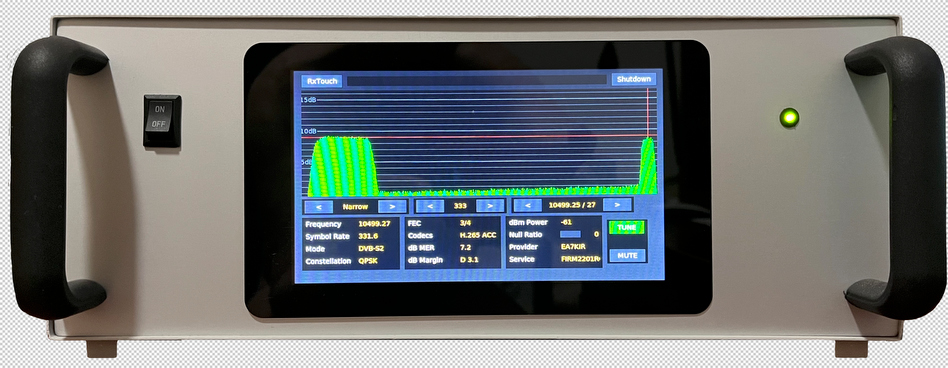 RxTouch Shutdown
15dB
10dB
5dB
ON
OFF
< Narrow > < 333 > < 10499.25 / 27 >
Frequency 10499.27
Symbol Rate 331.6
Mode DVB-S2
Constellation QPSK
FEC 3/4
Codecs H.265 ACC
dB MER 7.2
dB Margin D 3.1
dBm Power -61
Null Ratio 0
Provider EA7KIR
Service
TUNE
MUTE